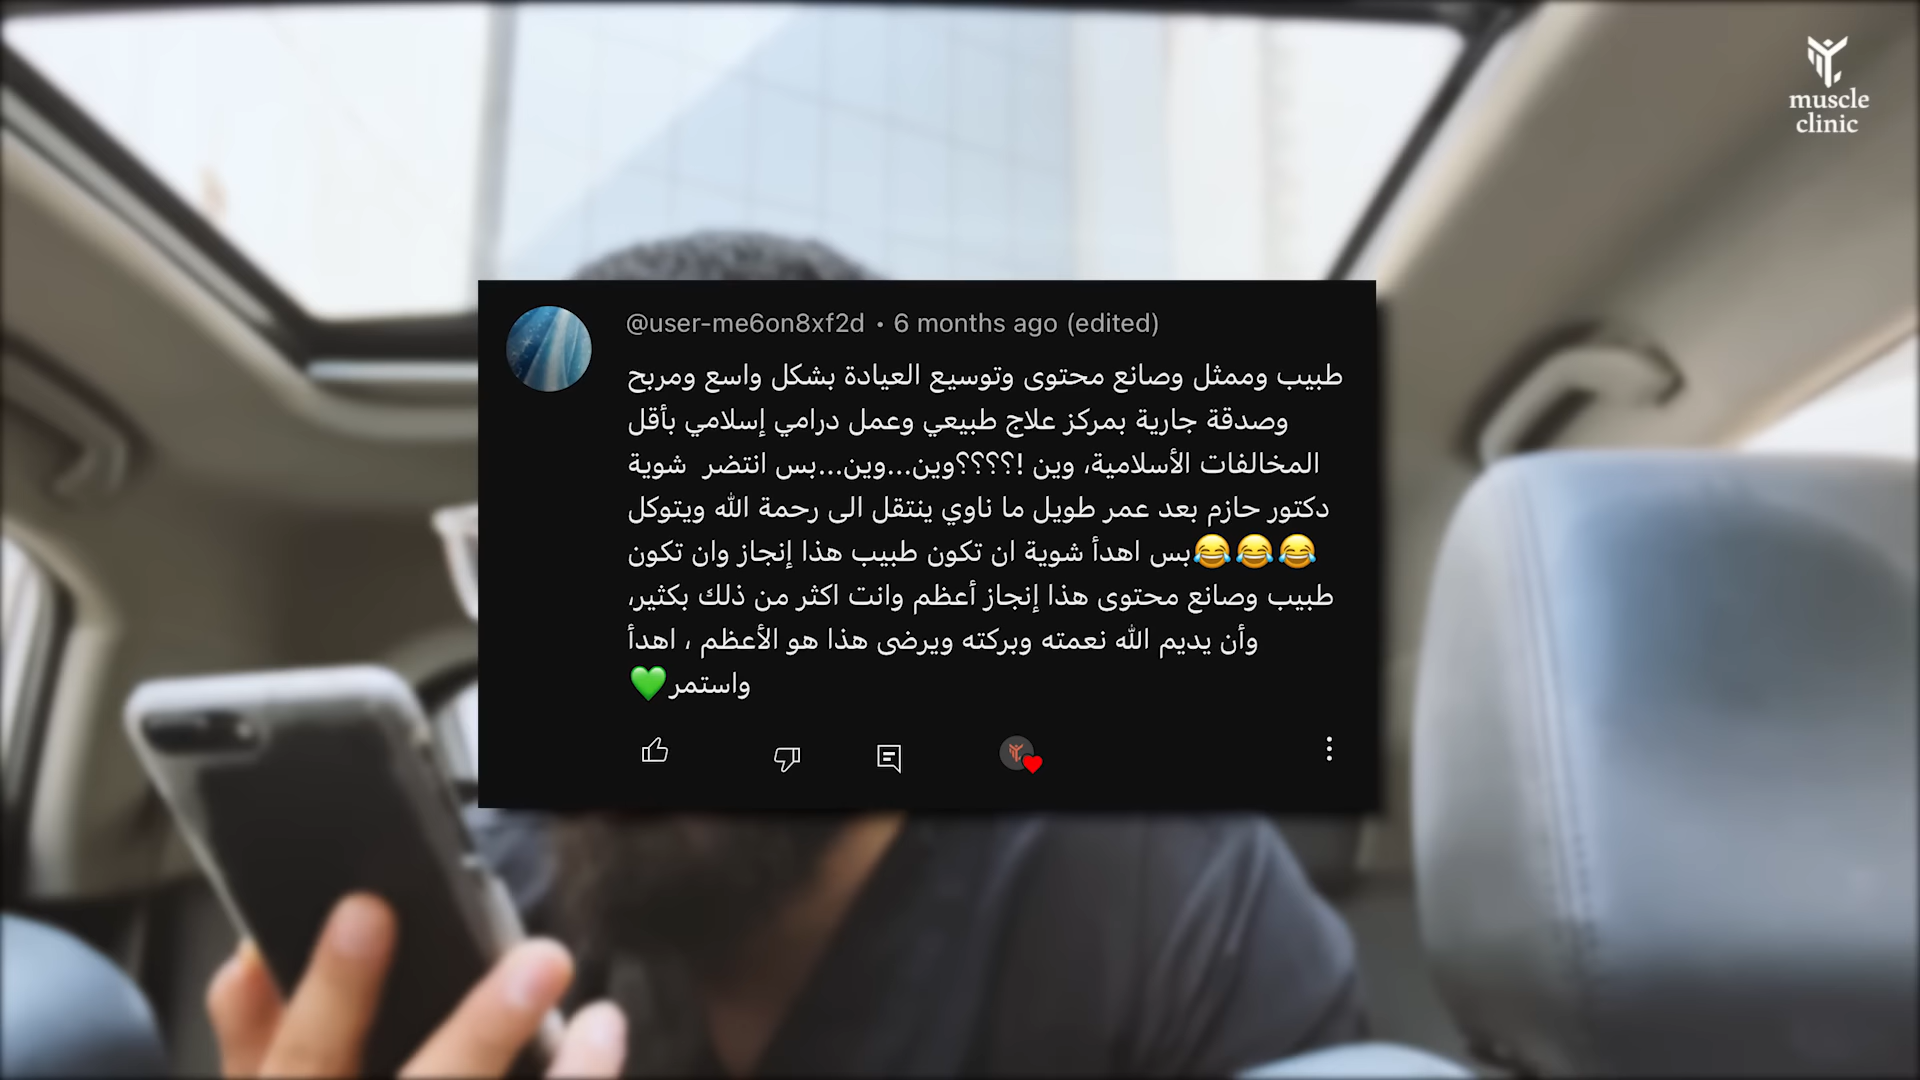 muscle
clinic
@user-me6on8xf2d • 6 months ago (edited)
طبيب وممثل وصانع محتوى وتوسيع العيادة بشكل واسع ومربح
وصدقة جارية بمركز علاج طبيعي وعمل درامي إسلامي بأقل
المخالفات الأسلامية، وين !؟؟؟؟وين...وين...بس انتضر شوية
دكتور حازم بعد عمر طويل ما ناوي ينتقل الى رحمة الله ويتوكل
😂😂😂بس اهدأ شوية ان تكون طبيب هذا إنجاز وان تكون
طبيب وصانع محتوى هذا إنجاز أعظم وانت اكثر من ذلك بكثير،
وأن يديم الله نعمته وبركته ويرضى هذا هو الأعظم ، اهدأ
واستمر💚